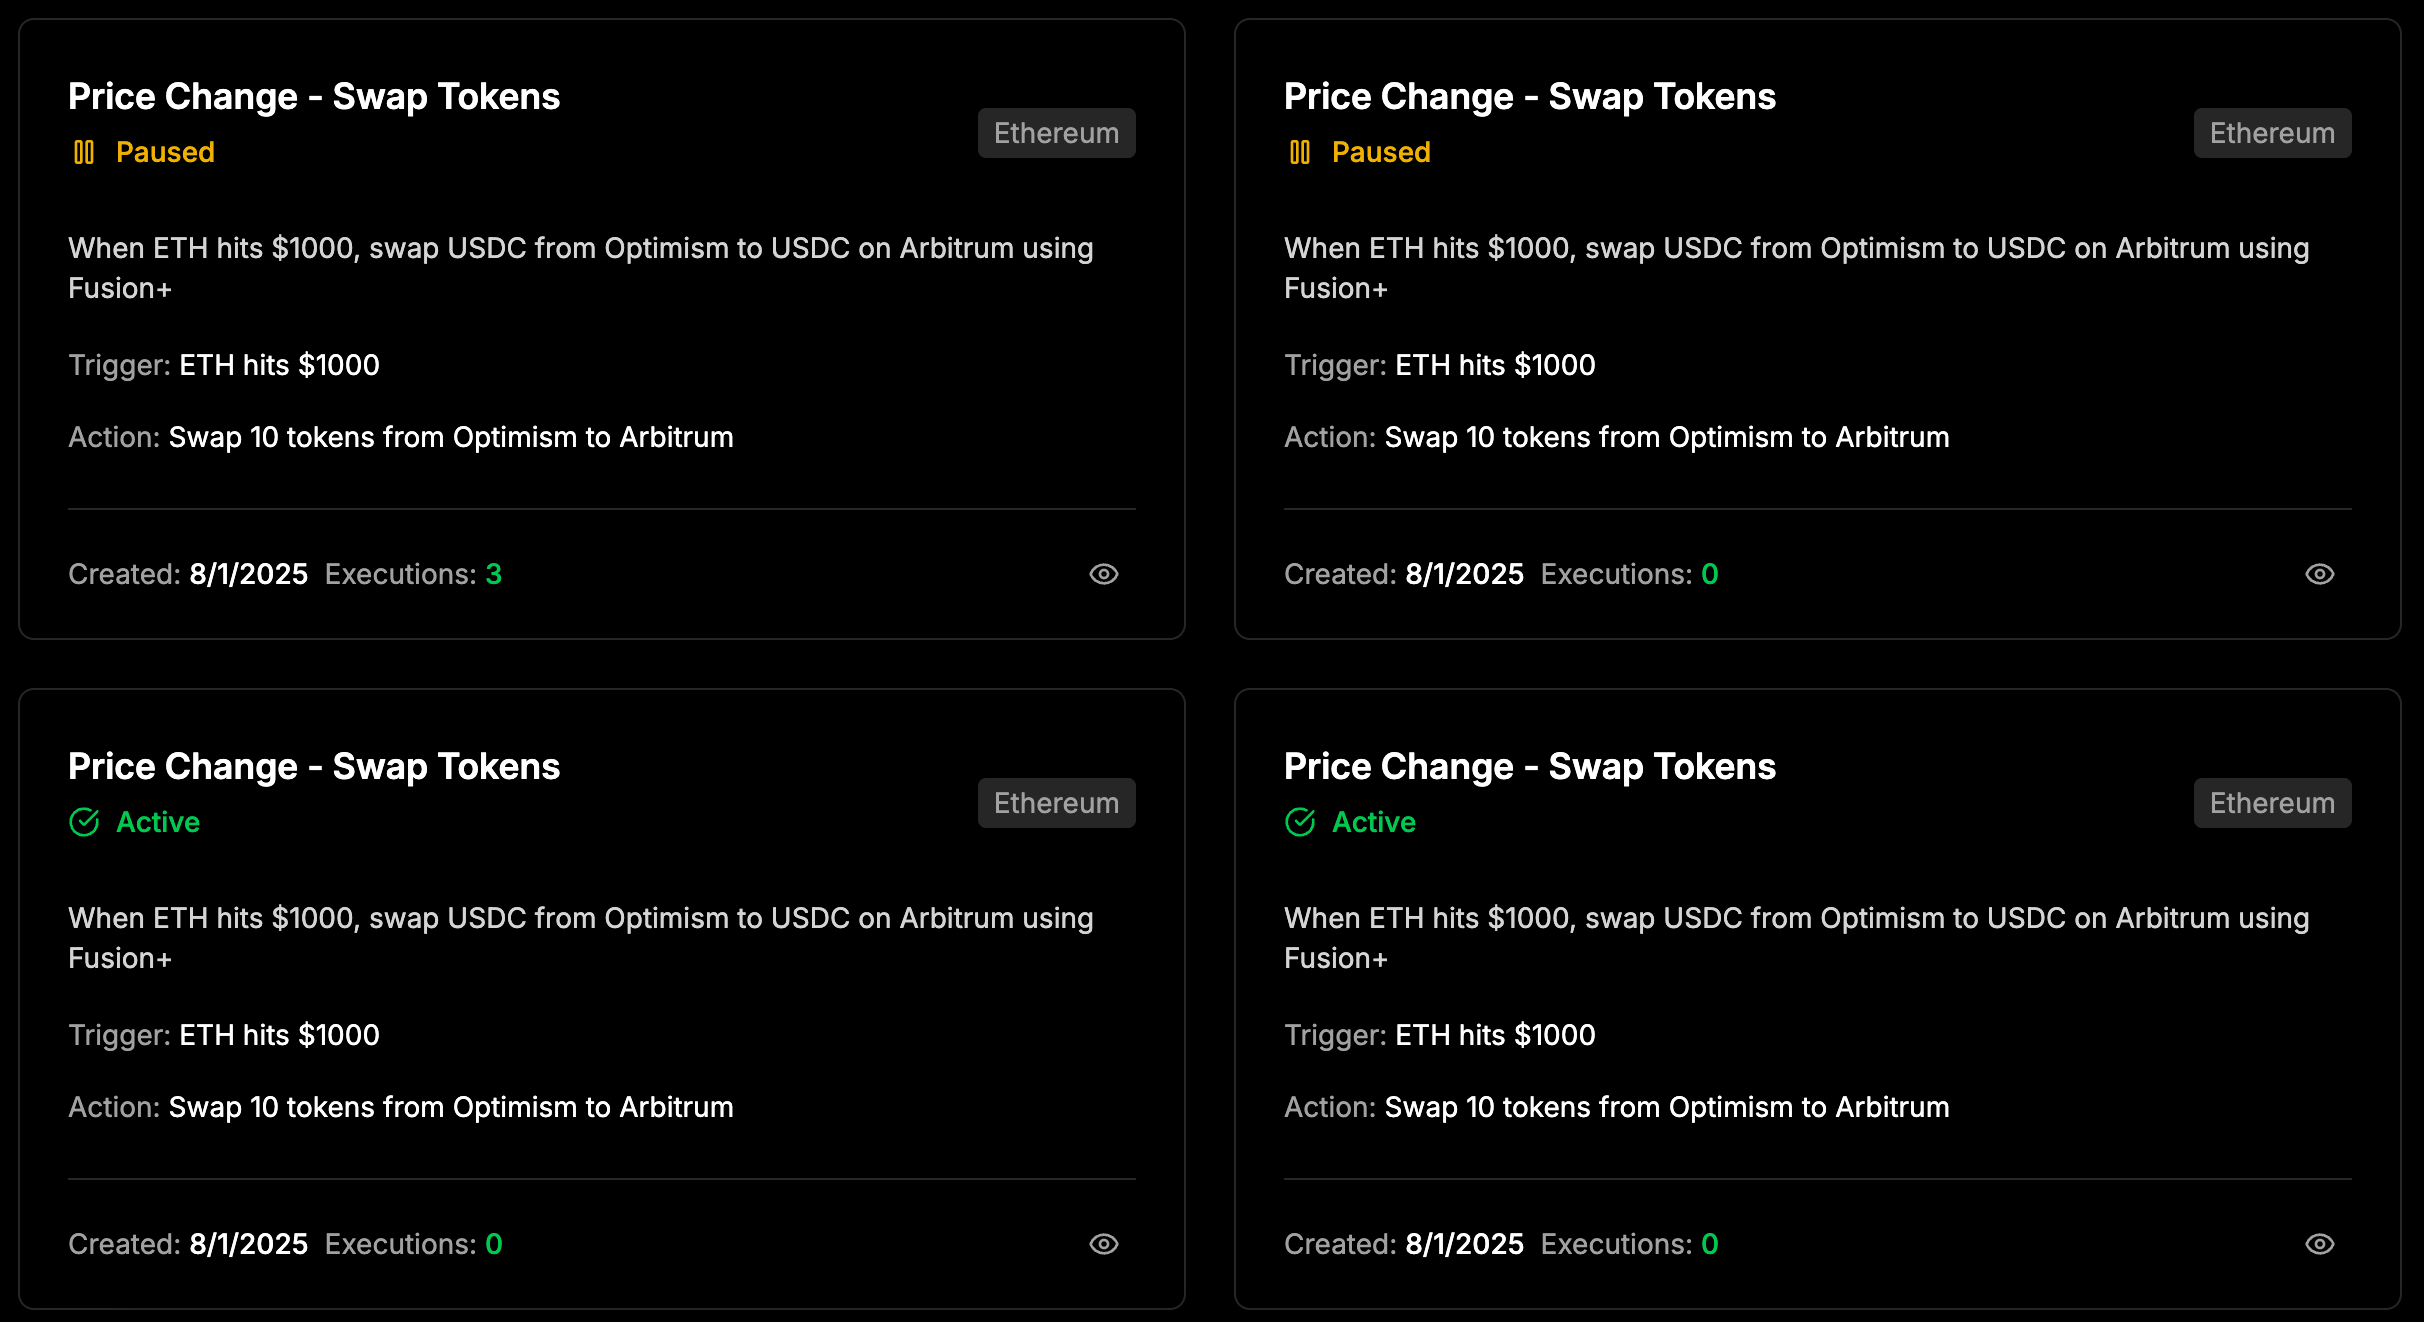 Price Change - Swap Tokens
Paused
Ethereum
When ETH hits $1000, swap USDC from Optimism to USDC on Arbitrum using
Fusion+
Trigger: ETH hits $1000
Action: Swap 10 tokens from Optimism to Arbitrum
Created: 8/1/2025 Executions: 3
Price Change - Swap Tokens
Paused
Ethereum
When ETH hits $1000, swap USDC from Optimism to USDC on Arbitrum using
Fusion+
Trigger: ETH hits $1000
Action: Swap 10 tokens from Optimism to Arbitrum
Created: 8/1/2025 Executions: 0
Price Change - Swap Tokens
Active
Ethereum
When ETH hits $1000, swap USDC from Optimism to USDC on Arbitrum using
Fusion+
Trigger: ETH hits $1000
Action: Swap 10 tokens from Optimism to Arbitrum
Created: 8/1/2025 Executions: 0
Price Change - Swap Tokens
Active
Ethereum
When ETH hits $1000, swap USDC from Optimism to USDC on Arbitrum using
Fusion+
Trigger: ETH hits $1000
Action: Swap 10 tokens from Optimism to Arbitrum
Created: 8/1/2025 Executions: 0